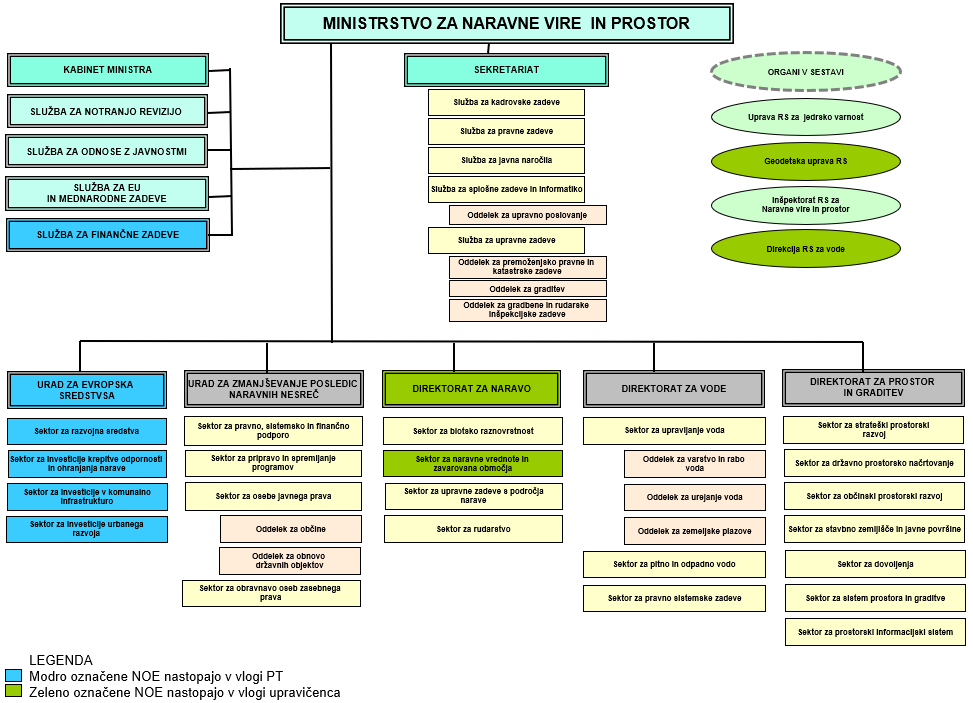 MINISTRSTVO ZA NARAVNE VIRE IN PROSTOR
KABINET MINISTRA
SLUŽBA ZA NOTRANJO REVIZIJO
SLUŽBA ZA ODNOSE Z JAVNOSTMI
SLUŽBA ZA EU
IN MEDNARODNE ZADEVE
SLUŽBA ZA FINANČNE ZADEVE
SEKRETARIAT
Služba za kadrovske zadeve
Služba za pravne zadeve
Služba za javna naročila
Služba za splošne zadeve in informatiko
Oddelek za upravno poslovanje
Služba za upravne zadeve
Oddelek za premoženjsko pravne in
katastrske zadeve
Oddelek za graditev
Oddelek za gradbene in rudarske
inšpekcijske zadeve
ORGANI V SESTAVI
Uprava RS za jedrsko varnost
Geodetska uprava RS
Inšpektorat RS za
Naravne vire in prostor
Direkcija RS za vode
URAD ZA EVROPSKA
SREDSTVSA
Sektor za razvojna sredstva
Sektor za investicije krepitve odpornosti
in ohranjanja narave
Sektor za investicije v komunalno
infrastrukturo
Sektor za investicije urbanega
razvoja
URAD ZA ZMANJŠEVANJE POSLEDIC
NARAVNIH NESREČ
Sektor za pravno, sistemsko in finančno
podporo
Sektor za pripravo in spremljanje
programov
Sektor za osebe javnega prava
Oddelek za občine
Oddelek za obnovo
državnih objektov
Sektor za obravnavo oseb zasebnega
prava
DIREKTORAT ZA NARAVO
Sektor za biotsko raznovrstnost
Sektor za naravne vrednote in
zavarovana območja
Sektor za upravne zadeve s področja
narave
Sektor za rudarstvo
DIREKTORAT ZA VODE
Sektor za upravljanje voda
Oddelek za varstvo in rabo
voda
Oddelek za urejanje voda
Oddelek za zemeljske plazove
Sektor za pitno in odpadno vodo
Sektor za pravno sistemske zadeve
DIREKTORAT ZA PROSTOR
IN GRADITEV
Sektor za strateški prostorski
razvoj
Sektor za državno prostorsko načrtovanje
Sektor za občinski prostorski razvoj
Sektor za stavbno zemljišče in javne površine
Sektor za dovoljenja
Sektor za sistem prostora in graditve
Sektor za prostorski informacijski sistem
LEGENDA
Modro označene NOE nastopajo v vlogi PT
Zeleno označene NOE nastopajo v vlogi upravičenca